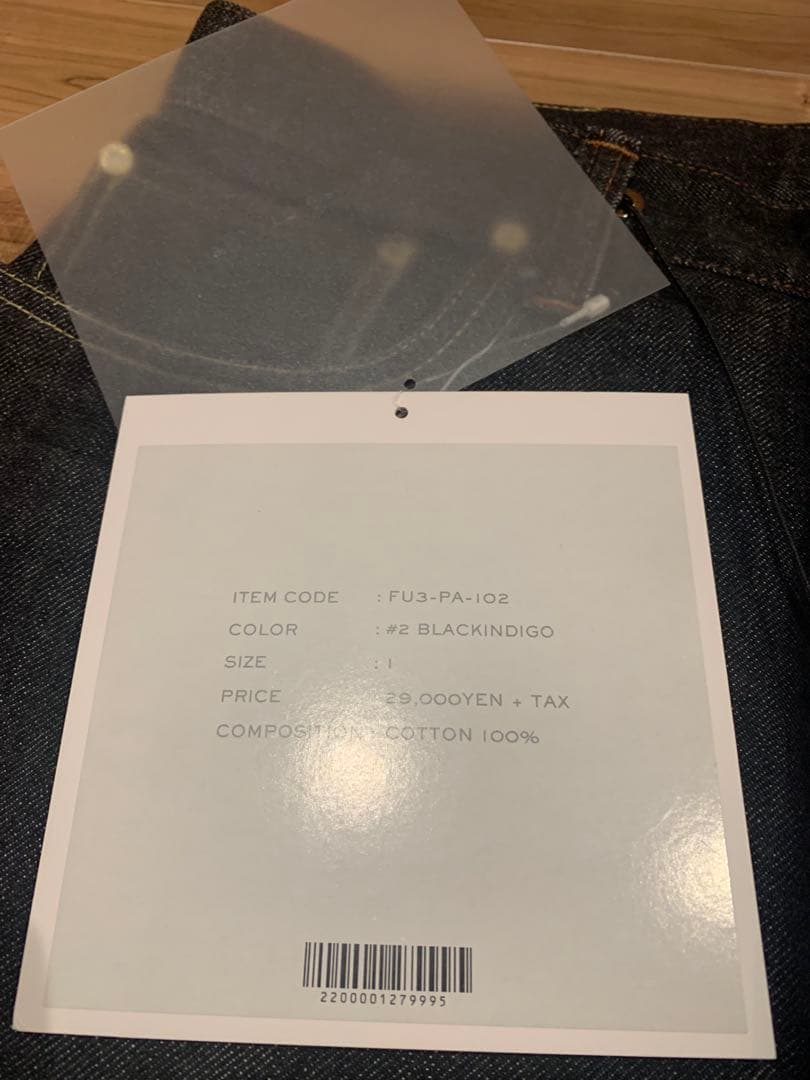 ITEM CODE : FU3-PA-102
COLOR : #2 BLACKINDIGO
SIZE : 1
PRICE 29,000YEN + TAX
COMPOSITION : COTTON 100%
2200001279995